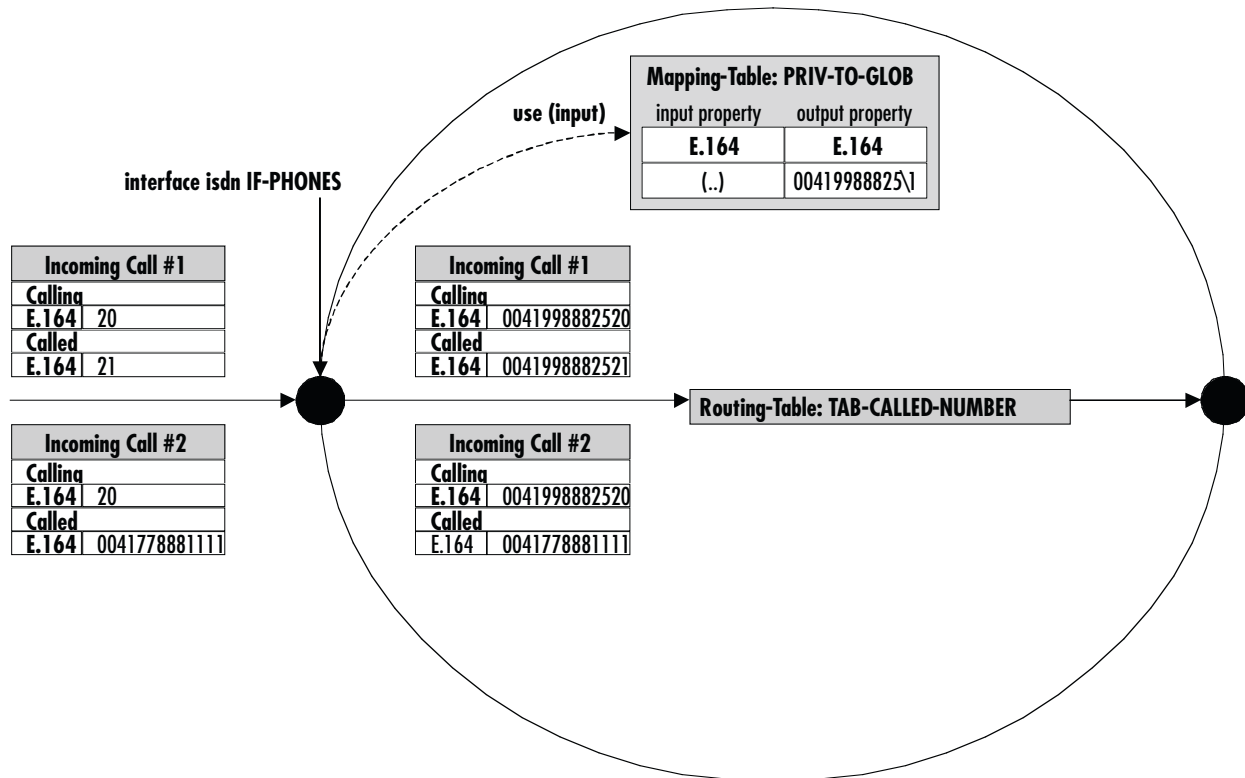 Mapping-Table: PRIV-TO-GLOB
input property output property
E.164 E.164
(..) 00419988825\1
use (input)
interface isdn IF-PHONES
Incoming Call #1
Calling
E.164 20
Called
E.164 21
Incoming Call #1
Calling
E.164 0041998882520
Called
E.164 0041998882521
Routing-Table: TAB-CALLED-NUMBER
Incoming Call #2
Calling
E.164 20
Called
E.164 0041778881111
Incoming Call #2
Calling
E.164 0041998882520
Called
E.164 0041778881111